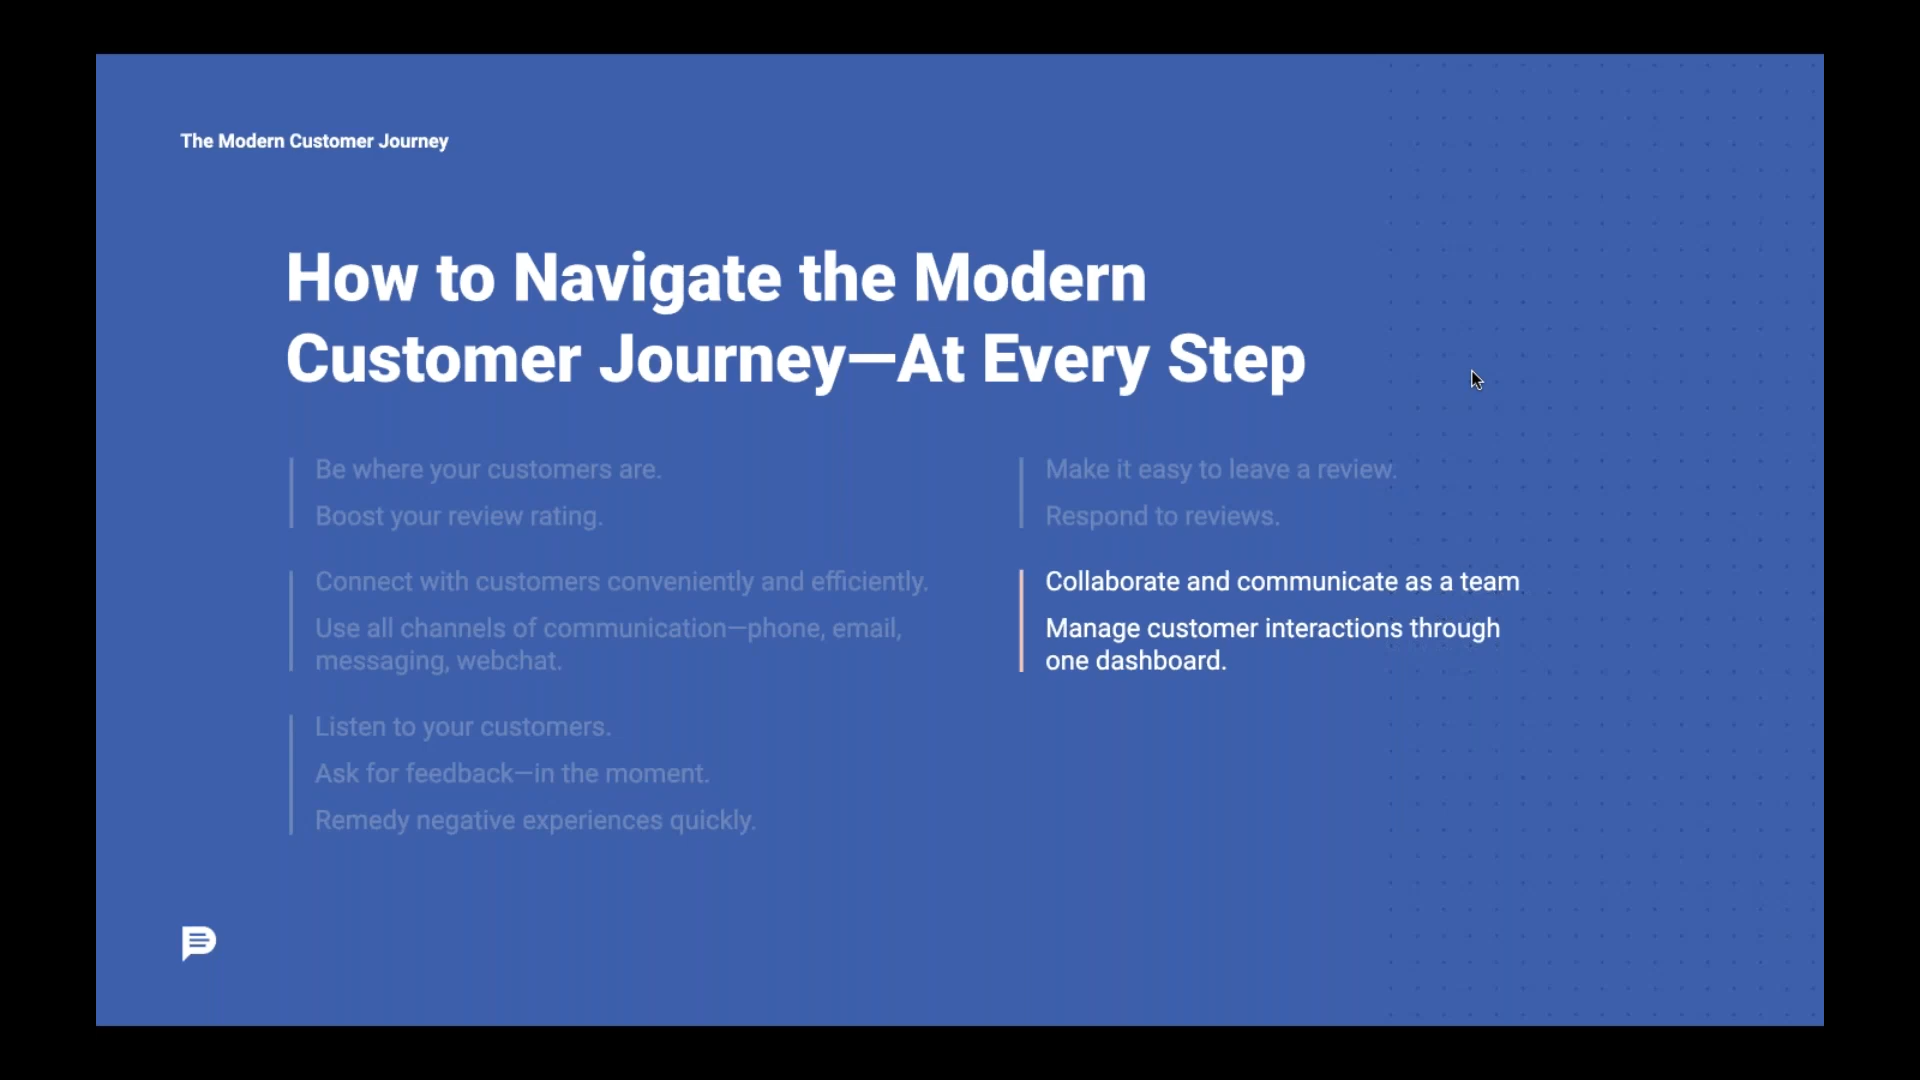 The Modern Customer Journey
How to Navigate the Modern
Customer Journey—At Every Step
Be where your customers are.
Boost your review rating.
Connect with customers conveniently and efficiently.
Use all channels of communication—phone, email,
messaging, webchat.
Listen to your customers.
Ask for feedback—in the moment.
Remedy negative experiences quickly.
Make it easy to leave a review.
Respond to reviews.
Collaborate and communicate as a team
Manage customer interactions through
one dashboard.